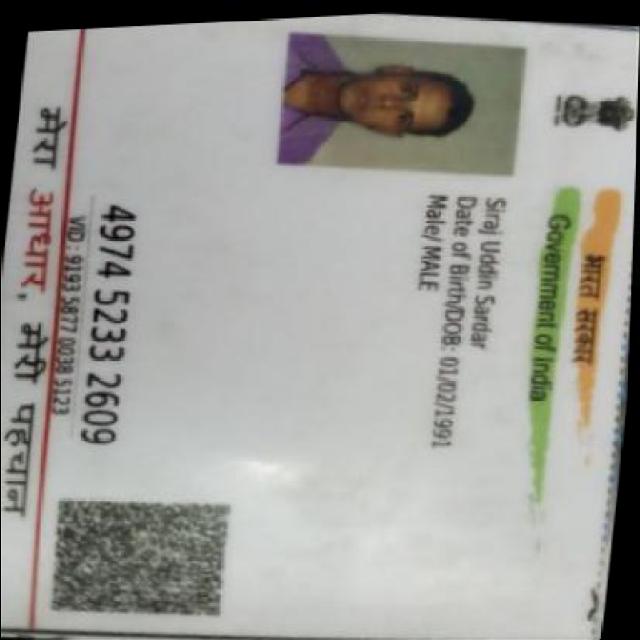 भारत सरकार
Government of India
Siraj Uddin Sardar
Date of Birth/DOB: 01/02/1991
Male/ MALE
4974 5233 2609
VID : 9193 5877 0038 5123
मेरा आधार, मेरी पहचान